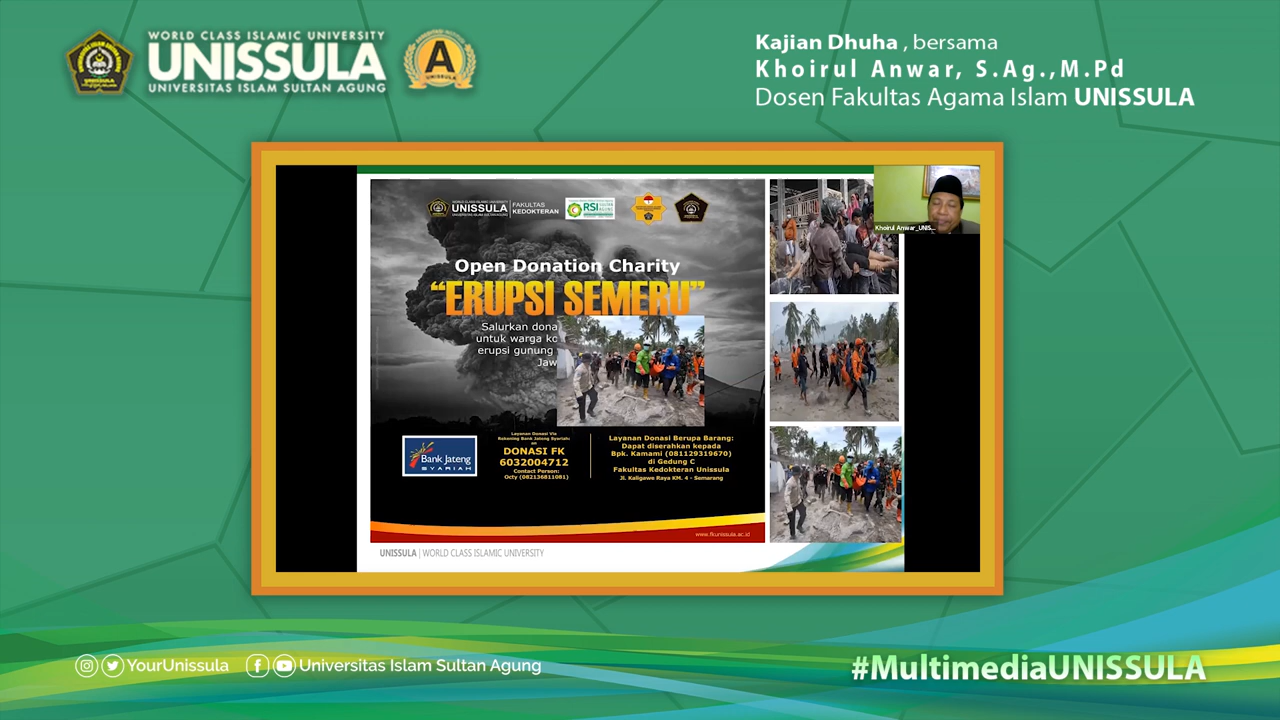 WORLD CLASS ISLAMIC UNIVERSITY
UNISSULA
UNIVERSITAS ISLAM SULTAN AGUNG
A
UNISSULA
Kajian Dhuha , bersama
Khoirul Anwar, S.Ag.,M.Pd
Dosen Fakultas Agama Islam UNISSULA
Khoirul Anwar_UNIS...
UNISSULA
FAKULTAS
KEDOKTERAN
RSI
Open Donation Charity
“ERUPSI SEMERU”
Salurkan dona
untuk warga ko
erupsi gunung
Jaw
Bank Jateng
SYARIAH
Layanan Donasi Via
Rekening Bank Jateng Syariah:
an
DONASI FK
6032004712
Contact Person:
Octy (082136811081)
Layanan Donasi Berupa Barang:
Dapat diserahkan kepada
Bpk. Kamami (081129319670)
di Gedung C
Fakultas Kedokteran Unissula
Jl. Kaligawe Raya KM. 4 - Semarang
www.fkunissula.ac.id
UNISSULA | WORLD CLASS ISLAMIC UNIVERSITY
YourUnissula
Universitas Islam Sultan Agung
#MultimediaUNISSULA